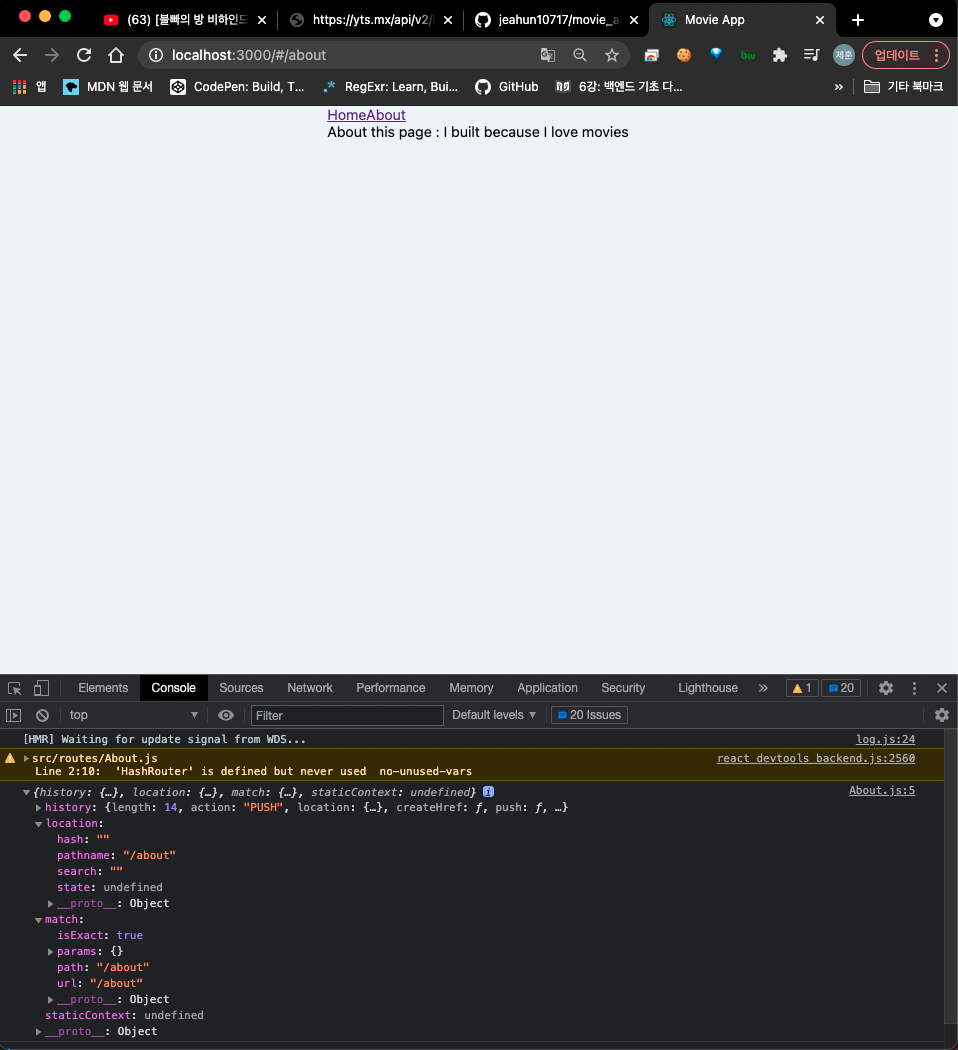 (63) [블빠의 방 비하인드
https://yts.mx/api/v2/
jeahun10717/movie_a
Movie App
localhost:3000/#/about
bw
제훈
업데이트
앱
MDN 웹 문서
CodePen: Build, T...
RegExr: Learn, Bui...
GitHub
6강: 백엔드 기초 다...
»
기타 북마크
HomeAbout
About this page : I built because I love movies
Elements Console Sources Network Performance Memory Application Security Lighthouse » 1 20
top Filter Default levels 20 Issues
[HMR] Waiting for update signal from WDS... log.js:24
src/routes/About.js react_devtools_backend.js:2560
Line 2:10: 'HashRouter' is defined but never used no-unused-vars
{history: {…}, location: {…}, match: {…}, staticContext: undefined} i About.js:5
history: {length: 14, action: "PUSH", location: {…}, createHref: ƒ, push: ƒ, …}
location:
hash: ""
pathname: "/about"
search: ""
state: undefined
__proto__: Object
match:
isExact: true
params: {}
path: "/about"
url: "/about"
__proto__: Object
staticContext: undefined
__proto__: Object